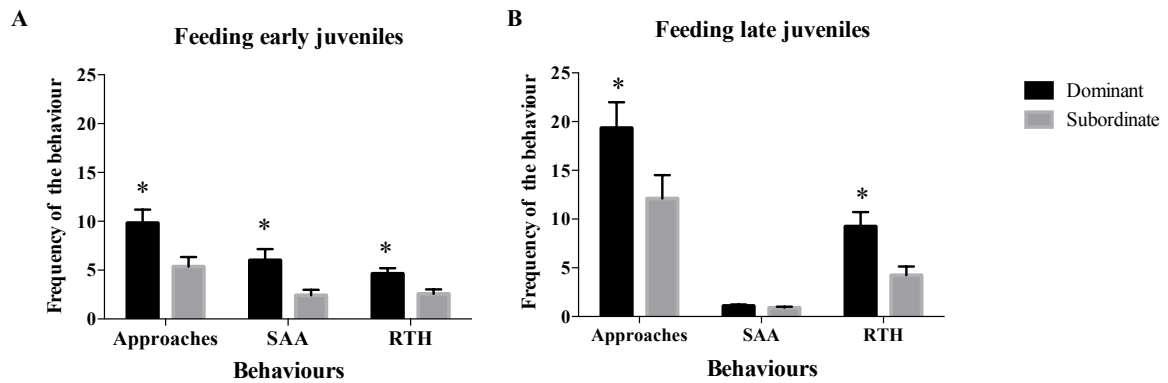 A
Feeding early juveniles
Frequency of the behaviour
25
20
15
10
5
0
*
*
*
Approaches SAA RTH
Behaviours
B
Feeding late juveniles
Frequency of the behaviour
25
20
15
10
5
0
*
*
Approaches SAA RTH
Behaviours
Dominant
Subordinate